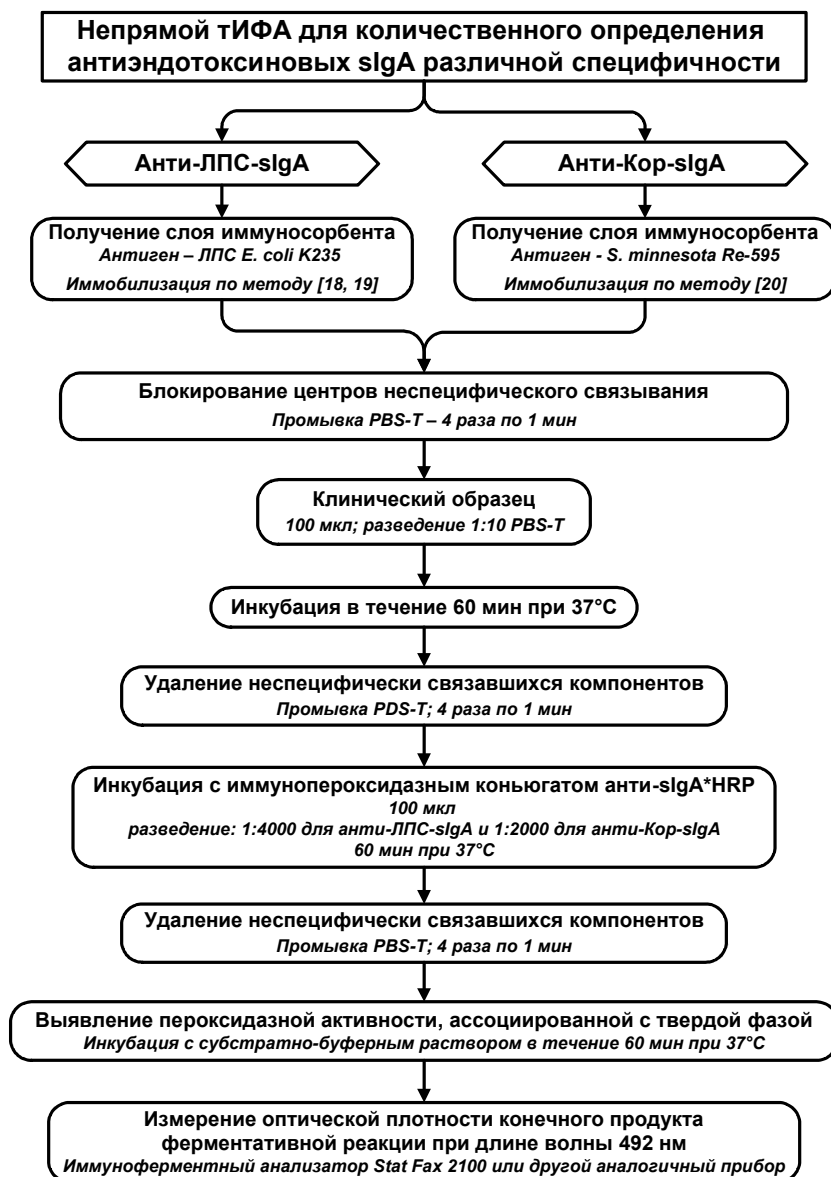 Непрямой тИФА для количественного определения
антиэндотоксиновых sIgA различной специфичности
Анти-ЛПС-sIgA
Анти-Кор-sIgA
Получение слоя иммуносорбента
Антиген – ЛПС E. coli K235
Иммобилизация по методу [18, 19]
Получение слоя иммуносорбента
Антиген - S. minnesota Re-595
Иммобилизация по методу [20]
Блокирование центров неспецифического связывания
Промывка PBS-T – 4 раза по 1 мин
Клинический образец
100 мкл; разведение 1:10 PBS-T
Инкубация в течение 60 мин при 37°С
Удаление неспецифически связавшихся компонентов
Промывка PDS-T; 4 раза по 1 мин
Инкубация с иммунопероксидазным коньюгатом анти-sIgA*HRP
100 мкл
разведение: 1:4000 для анти-ЛПС-sIgA и 1:2000 для анти-Кор-sIgA
60 мин при 37°С
Удаление неспецифически связавшихся компонентов
Промывка PBS-T; 4 раза по 1 мин
Выявление пероксидазной активности, ассоциированной с твердой фазой
Инкубация с субстратно-буферным раствором в течение 60 мин при 37°С
Измерение оптической плотности конечного продукта
ферментативной реакции при длине волны 492 нм
Иммуноферментный анализатор Stat Fax 2100 или другой аналогичный прибор